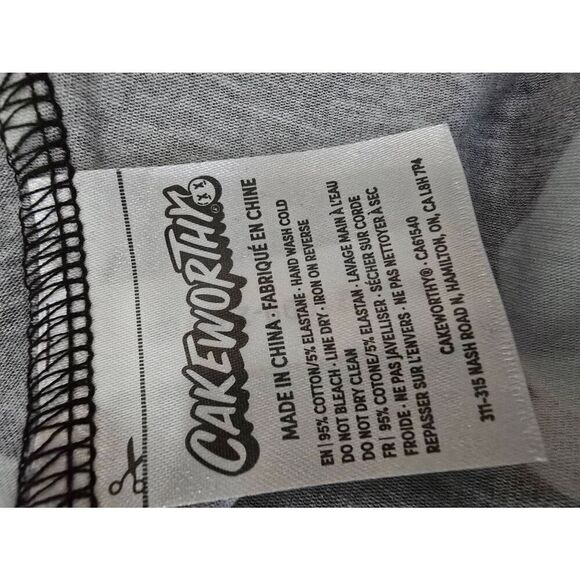 CAKEWORTHY
MADE IN CHINA · FABRIQUÉ EN CHINE
EN | 95% COTTON/5% ELASTANE · HAND WASH COLD
DO NOT BLEACH · LINE DRY · IRON ON REVERSE
DO NOT DRY CLEAN
FR | 95% COTONE/5% ELASTAN · LAVAGE MAIN À L'EAU
FROIDE · NE PAS JAVELLISER · SÉCHER SUR CORDE
REPASSER SUR L'ENVERS · NE PAS NETTOYER À SEC
CAKEWORTHY® · CA61540
311-315 NASH ROAD N, HAMILTON, ON, CA L8H 7P4